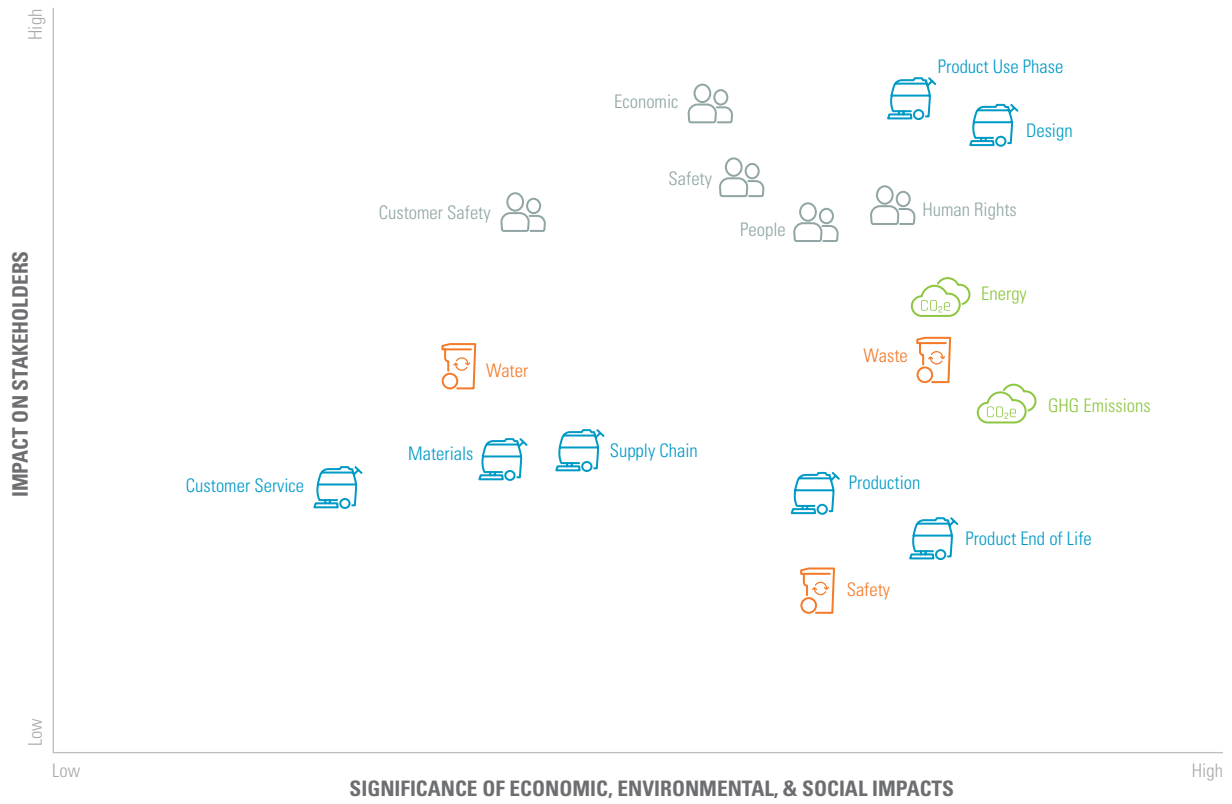 High
Product Use Phase
Economic
Design
Safety
Customer Safety
Human Rights
People
Energy
CO₂e
Waste
Water
GHG Emissions
CO₂e
Materials
Supply Chain
Customer Service
Production
Product End of Life
Safety
IMPACT ON STAKEHOLDERS
Low
Low
High
SIGNIFICANCE OF ECONOMIC, ENVIRONMENTAL, & SOCIAL IMPACTS